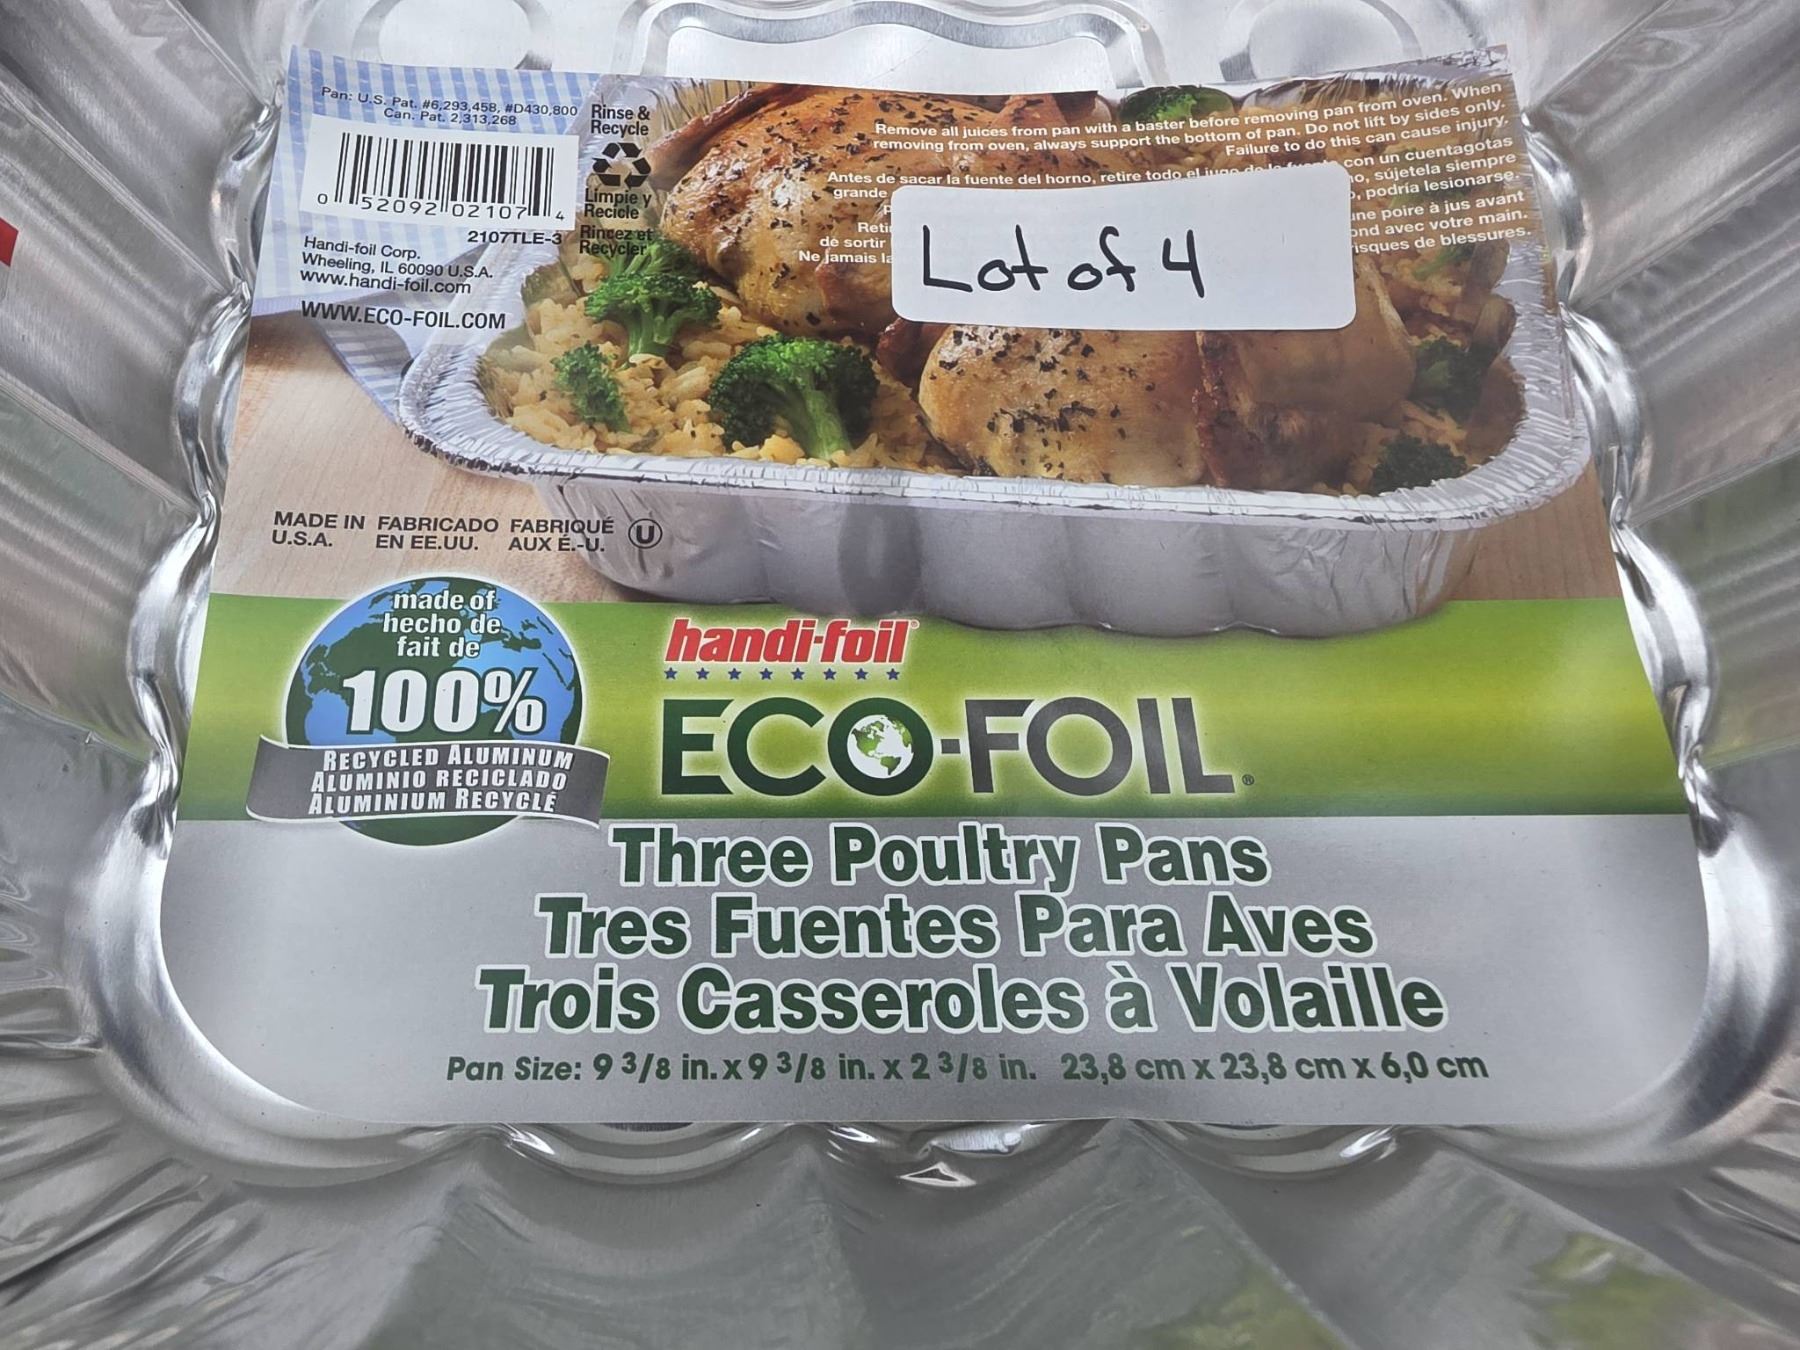 Pan: U.S. Pat. #6,293,458, #D430,800
Can. Pat. 2,313,268
0 52092 02107 4
2107TLE-3
Handi-foil Corp.
Wheeling, IL 60090 U.S.A.
www.handi-foil.com
WWW.ECO-FOIL.COM
Rinse &
Recycle
Limpie y
Recicle
Rincez et
Recycler
Remove all juices from pan with a baster before removing pan from oven. When
removing from oven, always support the bottom of pan. Do not lift by sides only.
Failure to do this can cause injury.
Antes de sacar la fuente del horno, retire todo el jugo de la fuente con un cuentagotas
grande
sújetela siempre
podría lesionarse.
une poire à jus avant
de sortir
ond avec votre main.
Ne jamais la
isques de blessures.
Lot of 4
MADE IN FABRICADO FABRIQUÉ
U.S.A. EN EE.UU. AUX É.-U.
U
made of
hecho de
fait de
100%
RECYCLED ALUMINUM
ALUMINIO RECICLADO
ALUMINIUM RECYCLÉ
handi-foil®
ECO-FOIL®
Three Poultry Pans
Tres Fuentes Para Aves
Trois Casseroles à Volaille
Pan Size: 9 3/8 in. x 9 3/8 in. x 2 3/8 in. 23,8 cm x 23,8 cm x 6,0 cm